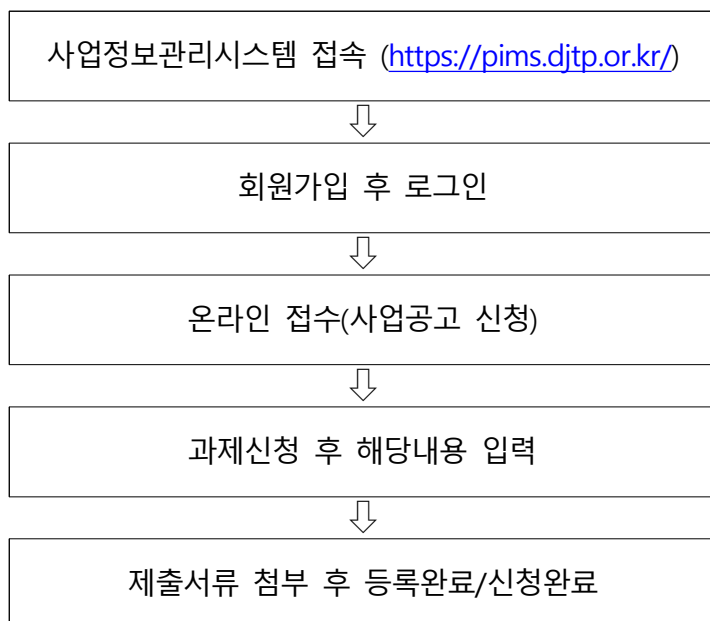 사업정보관리시스템 접속 (https://pims.djtp.or.kr/)
회원가입 후 로그인
온라인 접수(사업공고 신청)
과제신청 후 해당내용 입력
제출서류 첨부 후 등록완료/신청완료